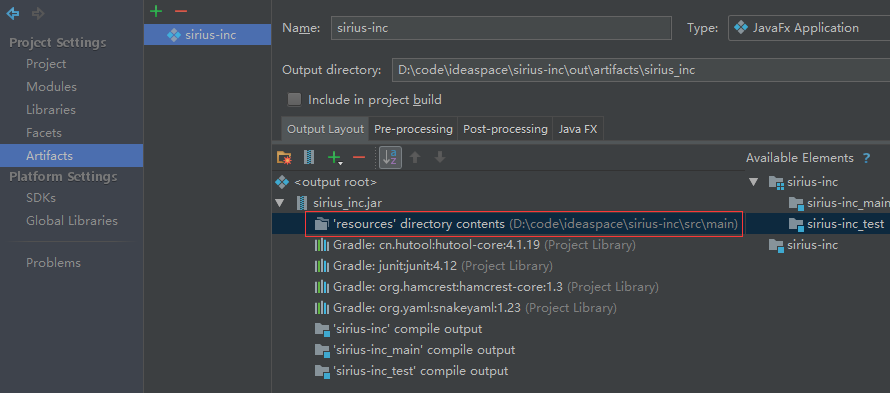 Project Settings
Project
Modules
Libraries
Facets
Artifacts
Platform Settings
SDKs
Global Libraries
Problems
sirius-inc
Name: sirius-inc Type: JavaFx Application
Output directory: D:\code\ideaspace\sirius-inc\out\artifacts\sirius_inc
Include in project build
Output Layout Pre-processing Post-processing Java FX
a z Available Elements ?
<output root>
sirius_inc.jar
'resources' directory contents (D:\code\ideaspace\sirius-inc\src\main)
Gradle: cn.hutool:hutool-core:4.1.19 (Project Library)
Gradle: junit:junit:4.12 (Project Library)
Gradle: org.hamcrest:hamcrest-core:1.3 (Project Library)
Gradle: org.yaml:snakeyaml:1.23 (Project Library)
'sirius-inc' compile output
'sirius-inc_main' compile output
'sirius-inc_test' compile output
sirius-inc
sirius-inc_main
sirius-inc_test
sirius-inc